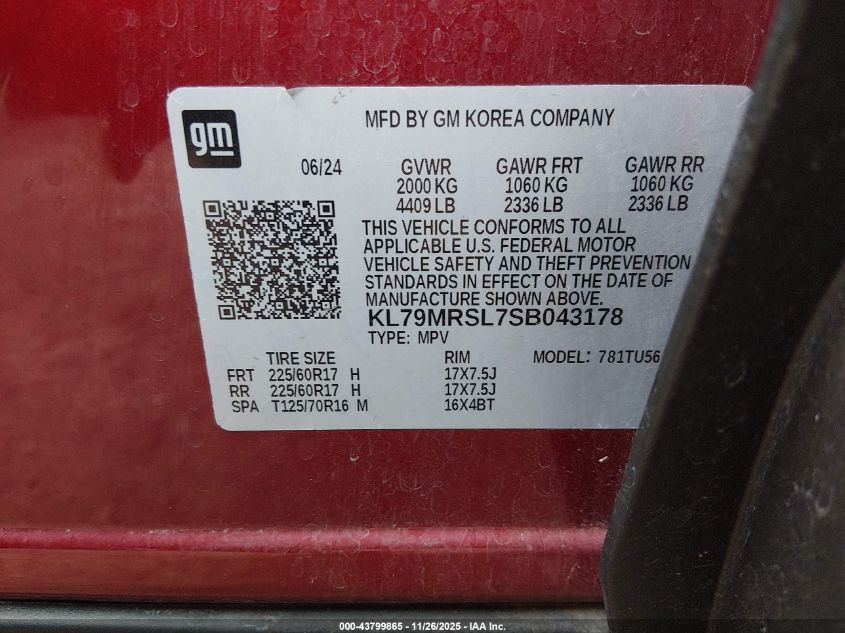 gm
MFD BY GM KOREA COMPANY
06/24 GVWR GAWR FRT GAWR RR
2000 KG 1060 KG 1060 KG
4409 LB 2336 LB 2336 LB
THIS VEHICLE CONFORMS TO ALL
APPLICABLE U.S. FEDERAL MOTOR
VEHICLE SAFETY AND THEFT PREVENTION
STANDARDS IN EFFECT ON THE DATE OF
MANUFACTURE SHOWN ABOVE.
KL79MRSL7SB043178
TYPE: MPV MODEL: 781TU56
TIRE SIZE RIM
FRT 225/60R17 H 17X7.5J
RR 225/60R17 H 17X7.5J
SPA T125/70R16 M 16X4BT
000-43799865 - 11/26/2025 - IAA Inc.